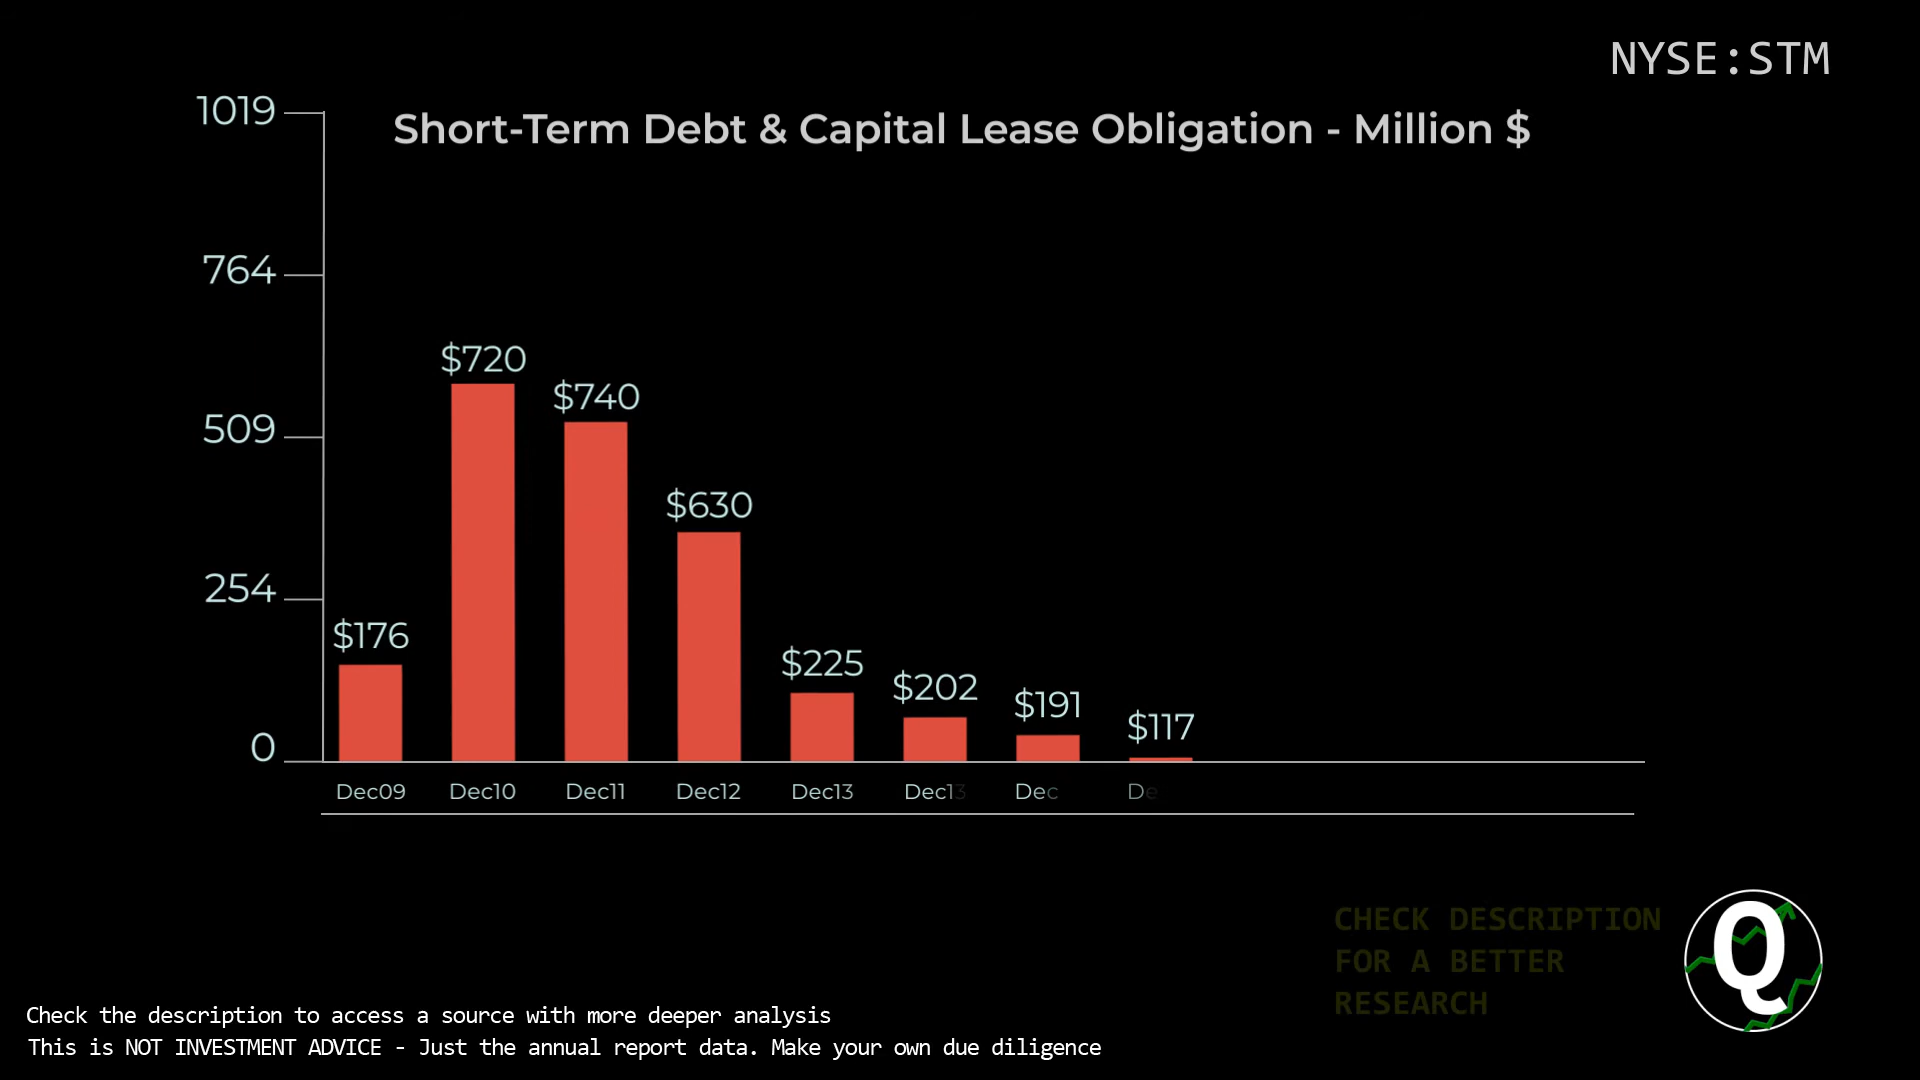 NYSE:STM
Short-Term Debt & Capital Lease Obligation - Million $
1019
764
509
254
0
$176
$720
$740
$630
$225
$202
$191
$117
Dec09
Dec10
Dec11
Dec12
Dec13
Dec13
Dec
De
CHECK DESCRIPTION
FOR A BETTER
RESEARCH
Q
Check the description to access a source with more deeper analysis
This is NOT INVESTMENT ADVICE - Just the annual report data. Make your own due diligence